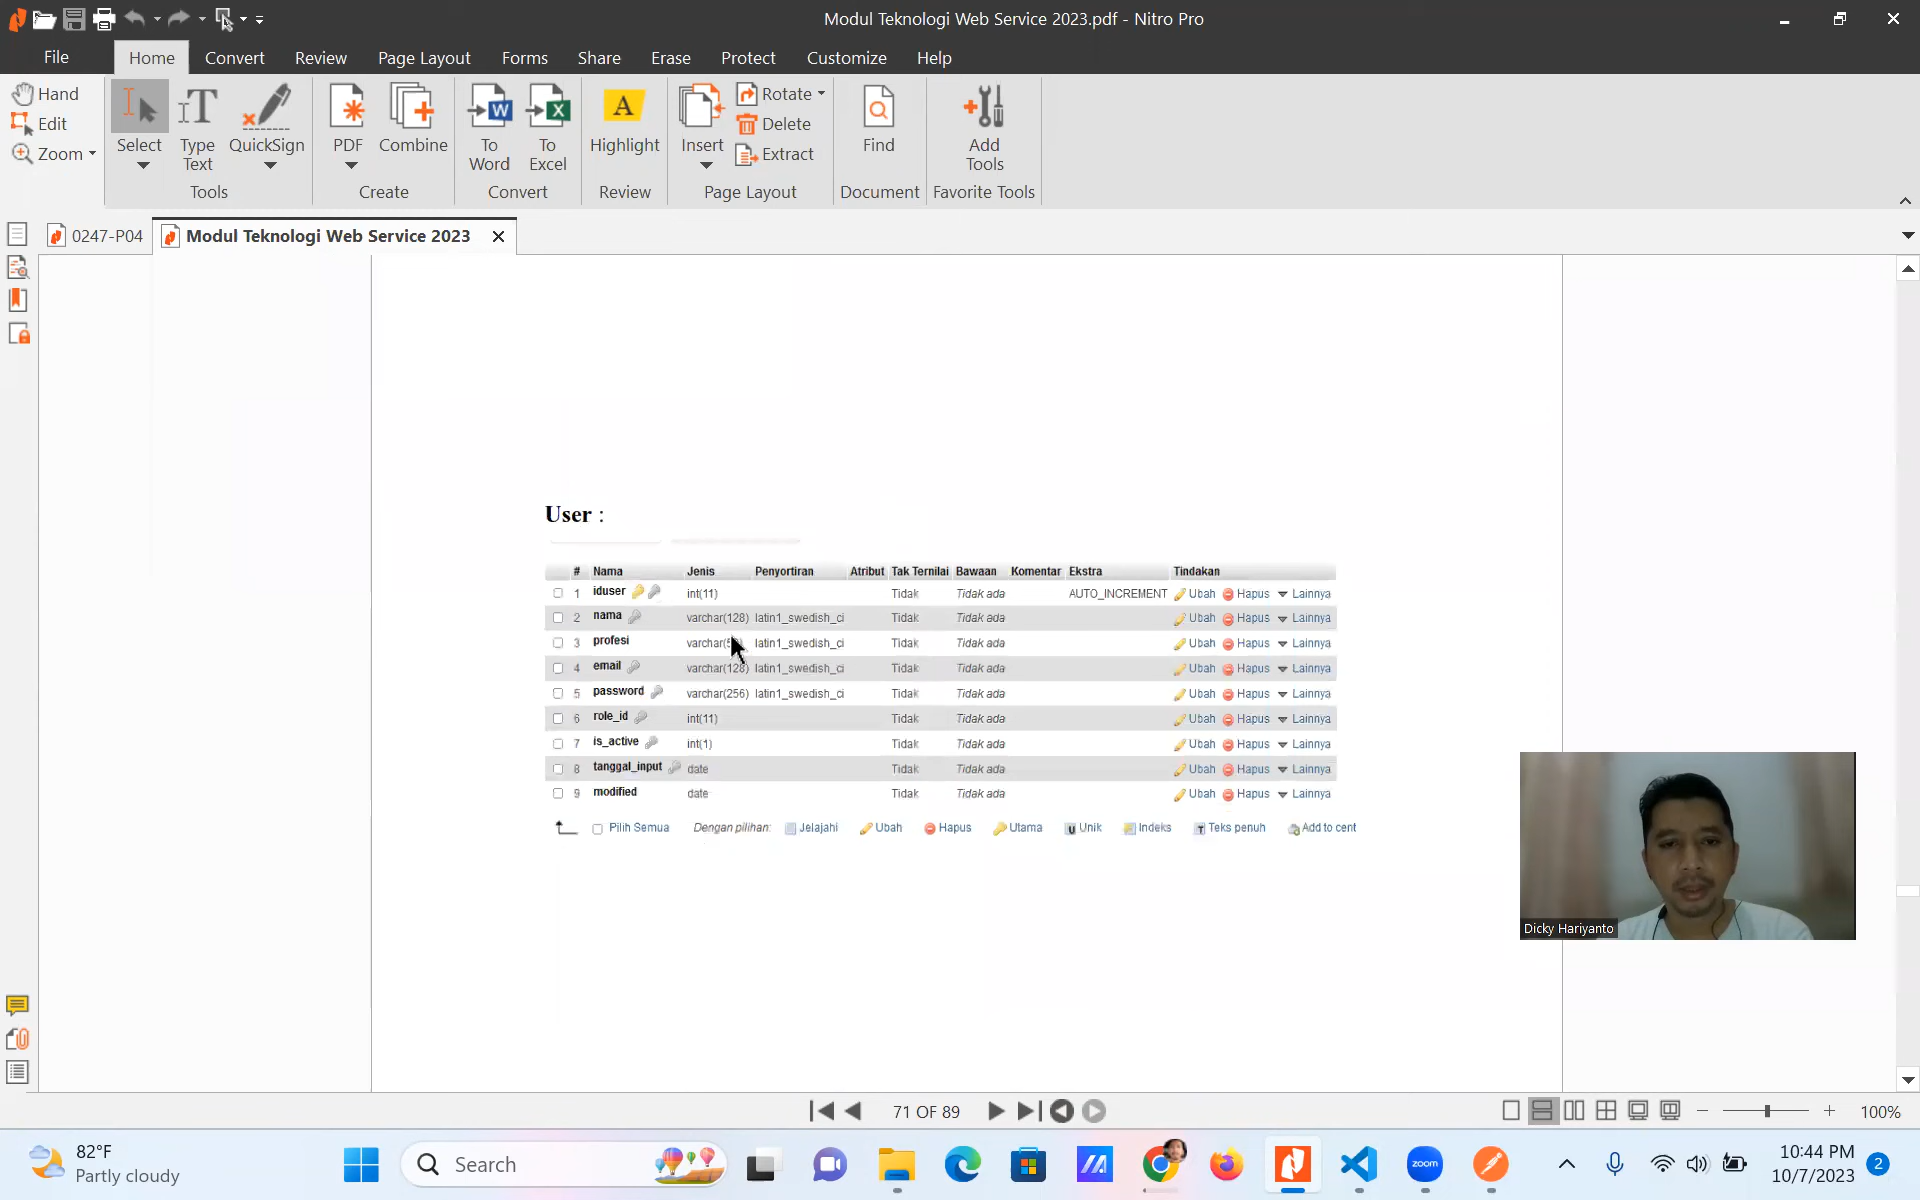 Modul Teknologi Web Service 2023.pdf - Nitro Pro
File Home Convert Review Page Layout Forms Share Erase Protect Customize Help
Hand
Edit
Zoom
Select
Type Text
QuickSign
Tools
PDF
Combine
Create
To Word
To Excel
Convert
Highlight
Review
Insert
Rotate
Delete
Extract
Page Layout
Find
Document
Add Tools
Favorite Tools
0247-P04
Modul Teknologi Web Service 2023
User :
# Nama Jenis Penyortiran Atribut Tak Ternilai Bawaan Komentar Ekstra Tindakan
1 iduser int(11) Tidak Tidak ada AUTO_INCREMENT Ubah Hapus Lainnya
2 nama varchar(128) latin1_swedish_ci Tidak Tidak ada Ubah Hapus Lainnya
3 profesi latin1_swedish_ci Tidak Tidak ada Ubah Hapus Lainnya
4 email varchar(128) latin1_swedish_ci Tidak Tidak ada Ubah Hapus Lainnya
5 password varchar(256) latin1_swedish_ci Tidak Tidak ada Ubah Hapus Lainnya
6 role_id int(11) Tidak Tidak ada Ubah Hapus Lainnya
7 is_active int(1) Tidak Tidak ada Ubah Hapus Lainnya
8 tanggal_input date Tidak Tidak ada Ubah Hapus Lainnya
9 modified date Tidak Tidak ada Ubah Hapus Lainnya
Pilih Semua Dengan pilihan: Jelajahi Ubah Hapus Utama Unik Indeks Teks penuh Add to cent
Dicky Hariyanto
71 OF 89
100%
82°F
Partly cloudy
Search
zoom
10:44 PM
10/7/2023
2